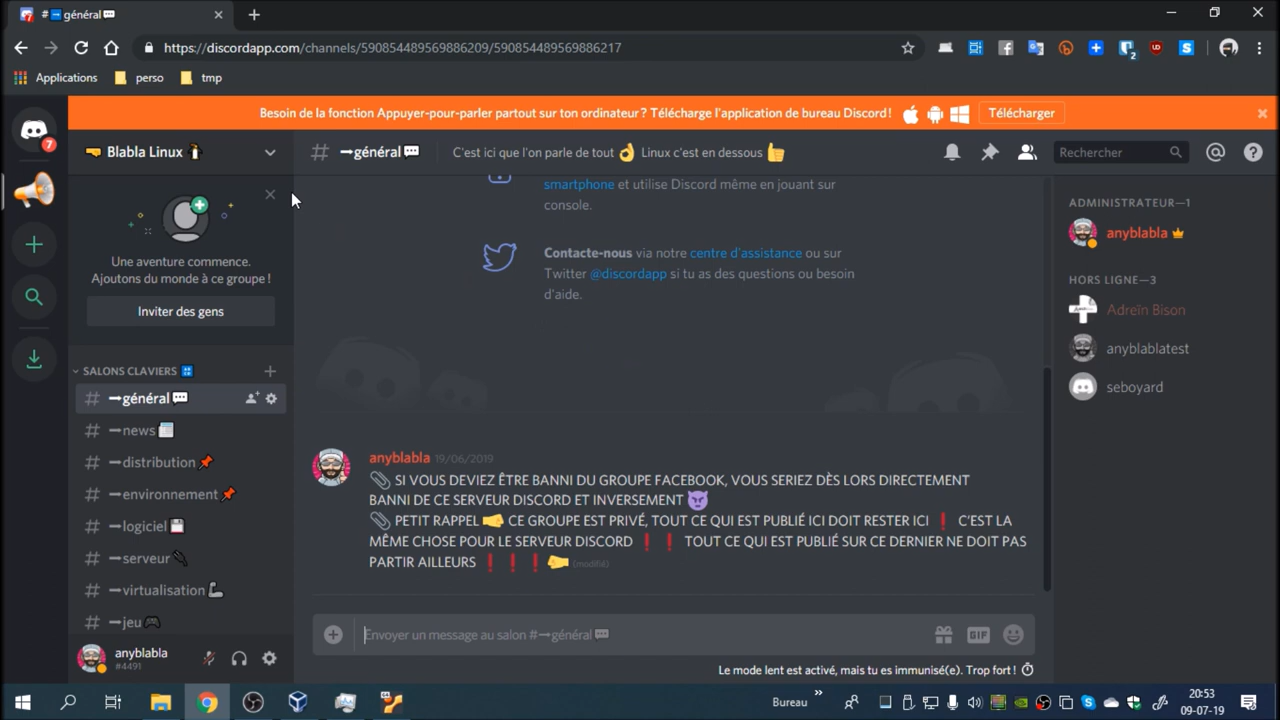 #➡️général💬
https://discordapp.com/channels/590854489569886209/590854489569886217
2
Applications
perso
tmp
Besoin de la fonction Appuyer-pour-parler partout sur ton ordinateur ? Télécharge l'application de bureau Discord !
Télécharger
7
Blabla Linux
général
C'est ici que l'on parle de tout 👌 Linux c'est en dessous 👍
Rechercher
smartphone et utilise Discord même en jouant sur
console.
Contacte-nous via notre centre d'assistance ou sur
Twitter @discordapp si tu as des questions ou besoin
d'aide.
Une aventure commence.
Ajoutons du monde à ce groupe !
Inviter des gens
SALONS CLAVIERS
général
news
distribution
environnement
logiciel
serveur
virtualisation
jeu
anyblabla
#4491
anyblabla 19/06/2019
📎 SI VOUS DEVIEZ ÊTRE BANNI DU GROUPE FACEBOOK, VOUS SERIEZ DÈS LORS DIRECTEMENT
BANNI DE CE SERVEUR DISCORD ET INVERSEMENT 😈
📎 PETIT RAPPEL 🤜 CE GROUPE EST PRIVÉ, TOUT CE QUI EST PUBLIÉ ICI DOIT RESTER ICI ❗ C'EST LA
MÊME CHOSE POUR LE SERVEUR DISCORD ❗ ❗ TOUT CE QUI EST PUBLIÉ SUR CE DERNIER NE DOIT PAS
PARTIR AILLEURS ❗ ❗ ❗ 🤛 (modifié)
Envoyer un message au salon #➡général💬
GIF
Le mode lent est activé, mais tu es immunisé(e). Trop fort !
ADMINISTRATEUR—1
anyblabla
HORS LIGNE—3
Adreïn Bison
anyblablatest
seboyard
Bureau
20:53
09-07-19